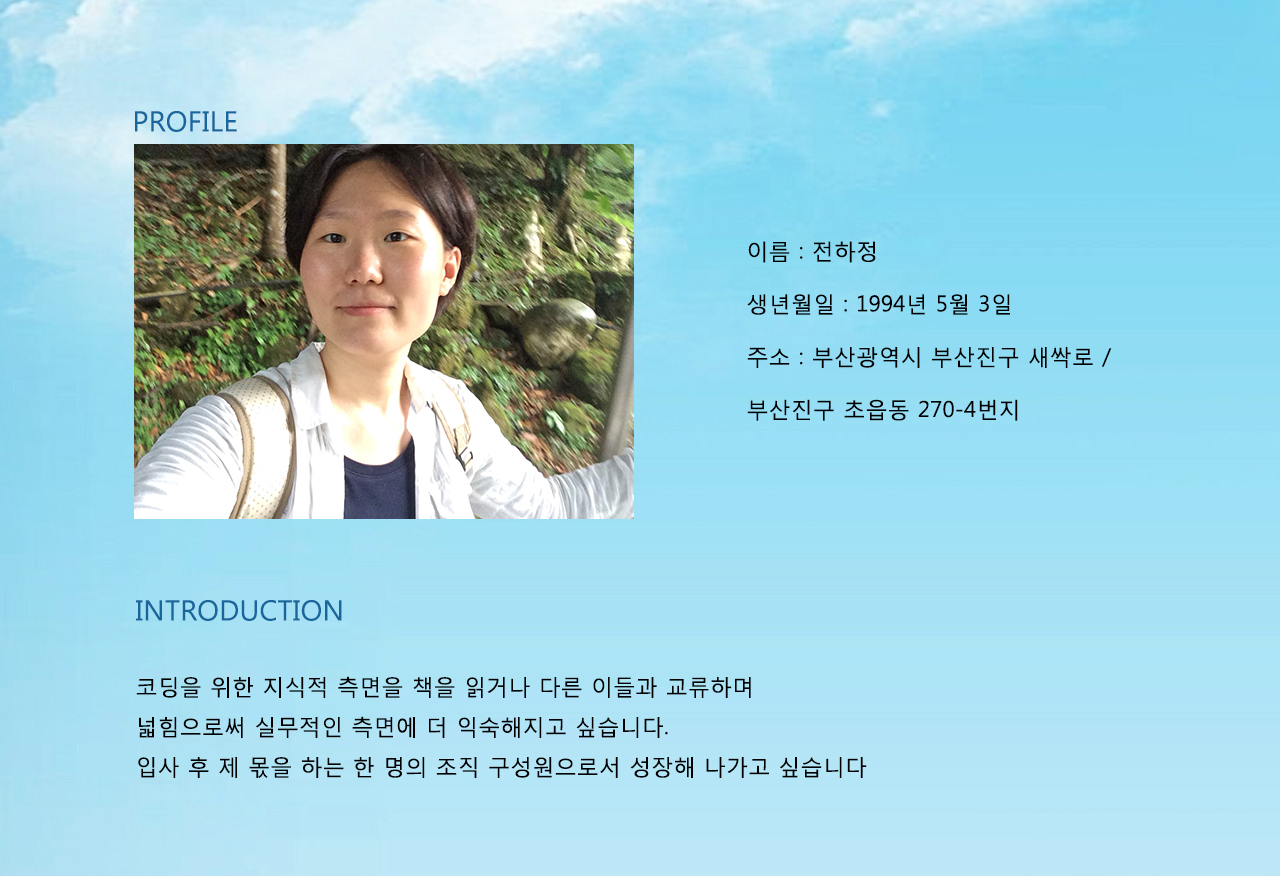 PROFILE
이름 : 전하정
생년월일 : 1994년 5월 3일
주소 : 부산광역시 부산진구 새싹로 /
부산진구 초읍동 270-4번지
INTRODUCTION
코딩을 위한 지식적 측면을 책을 읽거나 다른 이들과 교류하며
넓힘으로써 실무적인 측면에 더 익숙해지고 싶습니다.
입사 후 제 몫을 하는 한 명의 조직 구성원으로서 성장해 나가고 싶습니다